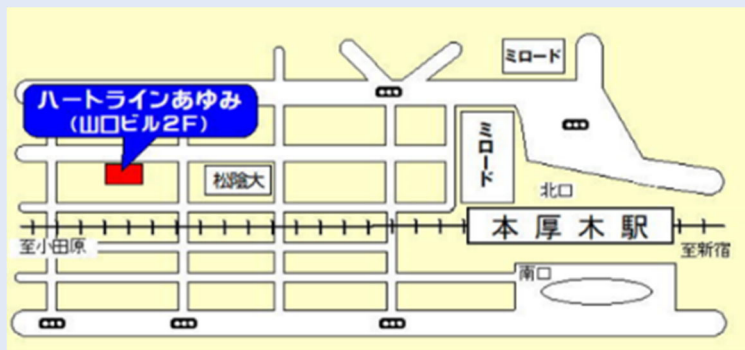 ミロード
ハートラインあゆみ
(山口ビル2F)
ミロード
松陰大
北口
本厚木駅
至小田原
至新宿
南口